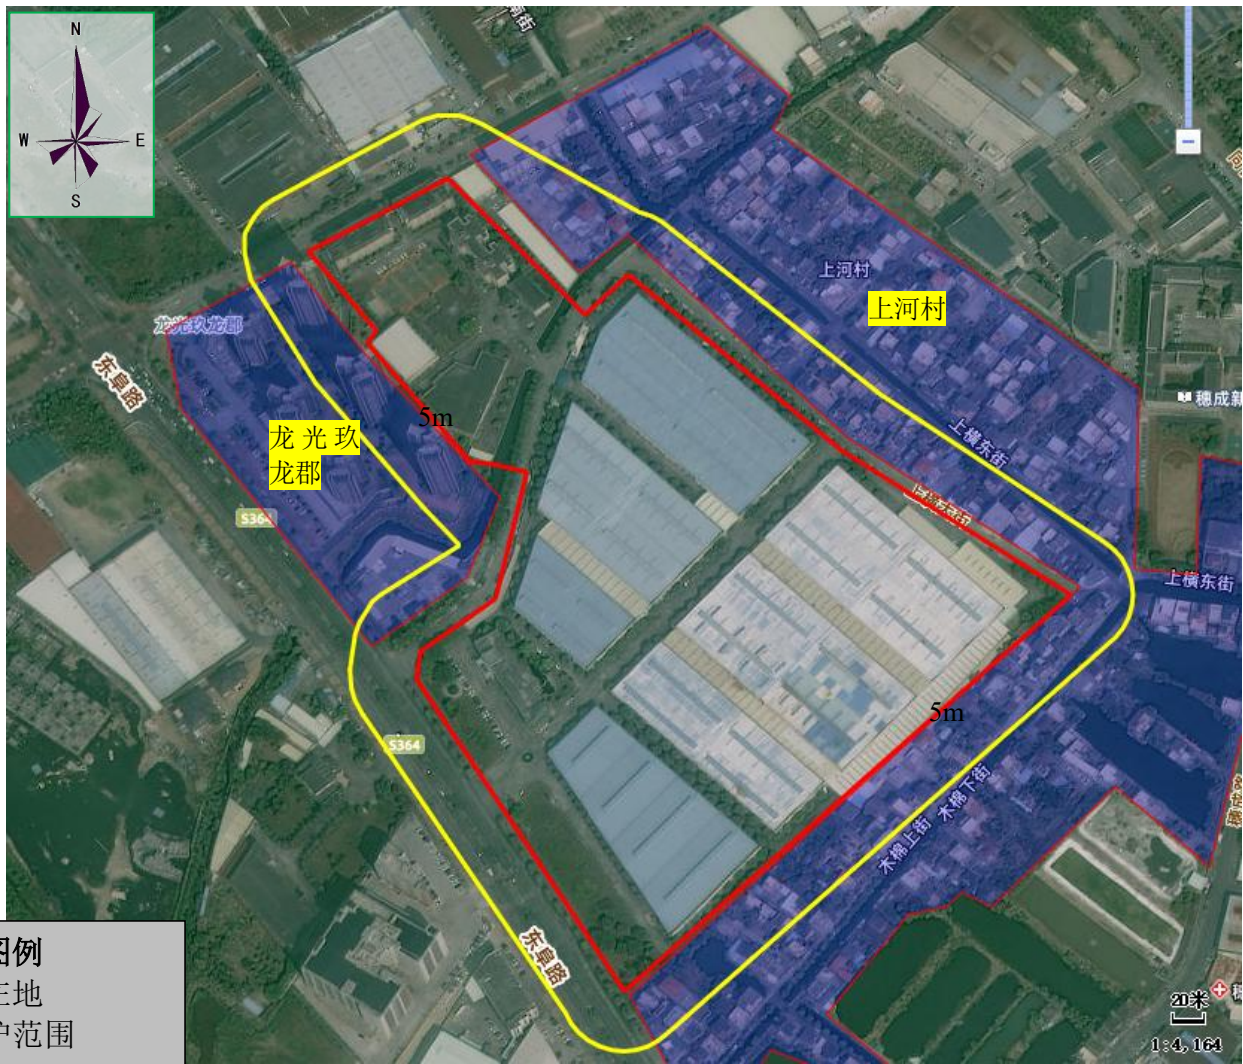 N
W
E
S
南街
上河村
上河村
龙光玖龙郡
东阜路
5m
龙光玖
龙郡
穗成新
上横东街
上横东街
S364
上横东街
5m
S364
木棉下街
木棉上街
东阜路
图例
主地
户范围
20米
1:4,164